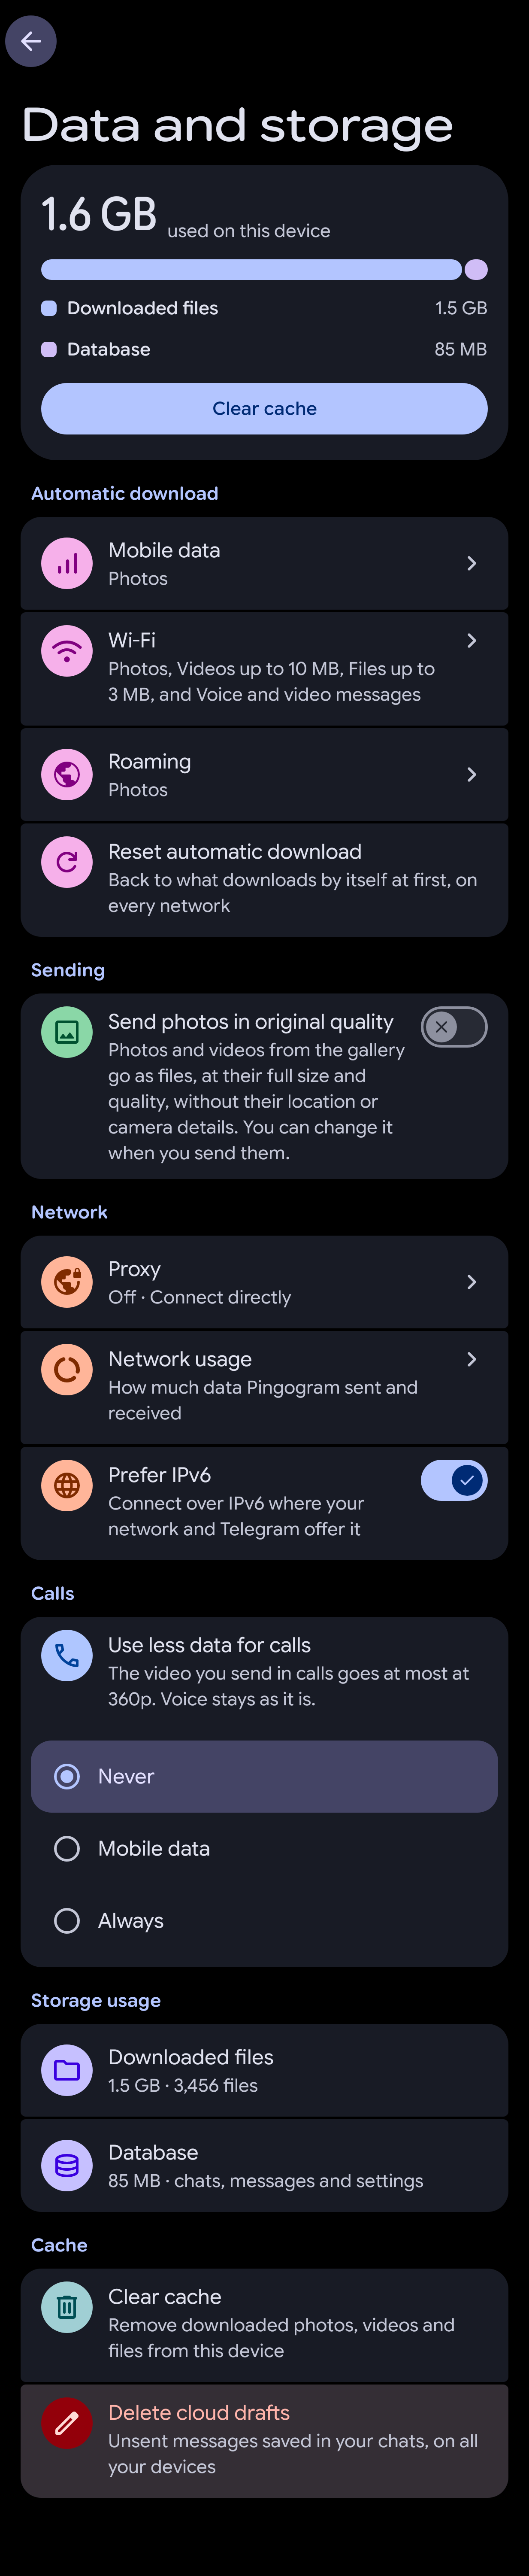 Data and storage
1.6 GB used on this device
Downloaded files 1.5 GB
Database 85 MB
Clear cache
Automatic download
Mobile data
Photos
Wi-Fi
Photos, Videos up to 10 MB, Files up to
3 MB, and Voice and video messages
Roaming
Photos
Reset automatic download
Back to what downloads by itself at first, on
every network
Sending
Send photos in original quality
Photos and videos from the gallery
go as files, at their full size and
quality, without their location or
camera details. You can change it
when you send them.
Network
Proxy
Off · Connect directly
Network usage
How much data Pingogram sent and
received
Prefer IPv6
Connect over IPv6 where your
network and Telegram offer it
Calls
Use less data for calls
The video you send in calls goes at most at
360p. Voice stays as it is.
Never
Mobile data
Always
Storage usage
Downloaded files
1.5 GB · 3,456 files
Database
85 MB · chats, messages and settings
Cache
Clear cache
Remove downloaded photos, videos and
files from this device
Delete cloud drafts
Unsent messages saved in your chats, on all
your devices